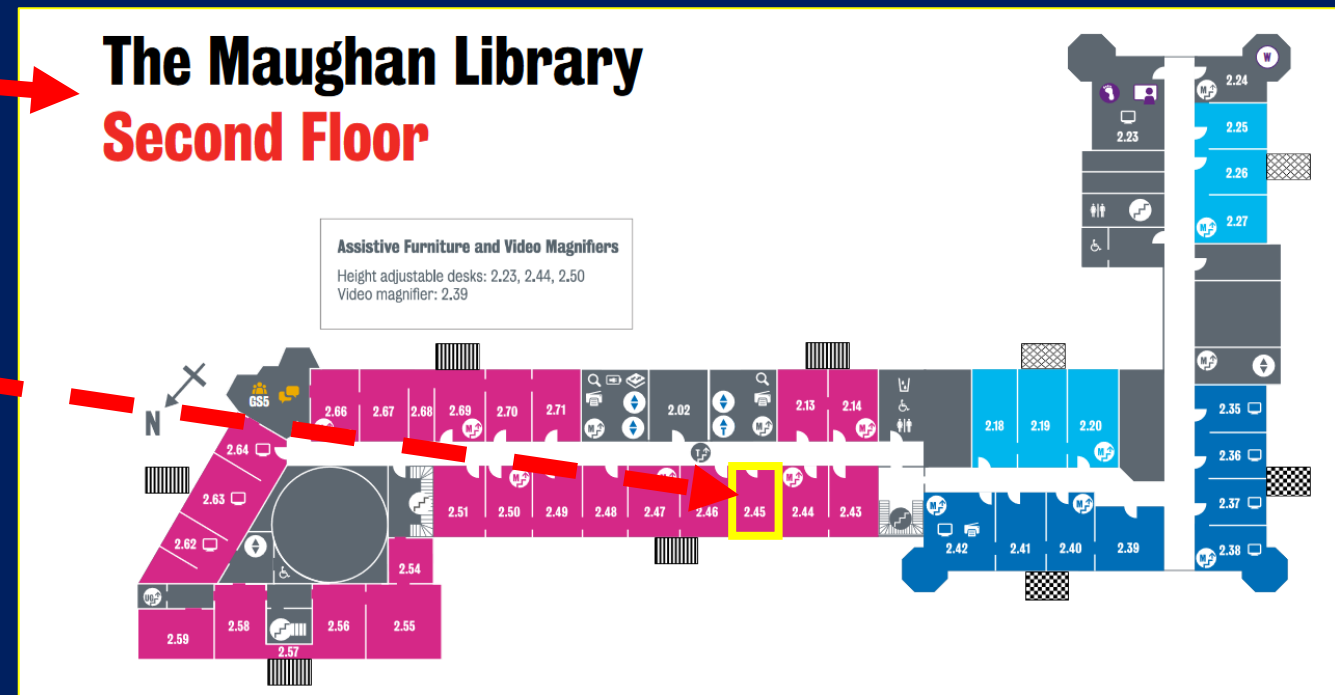 The Maughan Library
Second Floor
Assistive Furniture and Video Magnifiers
Height adjustable desks: 2.23, 2.44, 2.50
Video magnifier: 2.39
W
M
2.24
2.23
2.25
2.26
M
2.27
M
N
GS5
2.66
2.67
2.68
2.69
M
2.70
2.71
M
2.02
M
2.13
2.14
M
2.18
2.19
2.20
M
2.35
2.36
2.37
M
2.38
2.64
2.63
2.62
T
2.51
M
2.50
2.49
2.48
2.47
2.46
2.45
M
2.44
2.43
M
2.42
2.41
M
2.40
2.39
2.54
UG
2.59
2.58
2.57
2.56
2.55